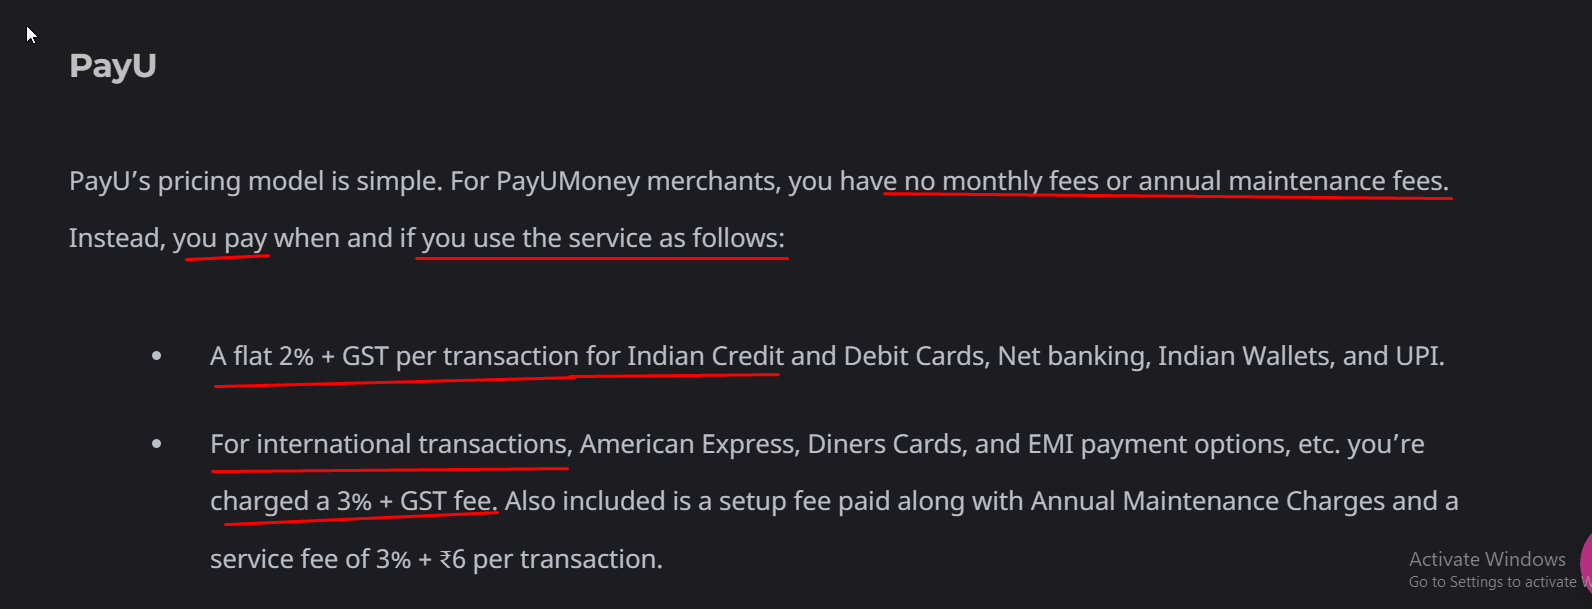 PayU
PayU’s pricing model is simple. For PayUMoney merchants, you have no monthly fees or annual maintenance fees.
Instead, you pay when and if you use the service as follows:
• A flat 2% + GST per transaction for Indian Credit and Debit Cards, Net banking, Indian Wallets, and UPI.
• For international transactions, American Express, Diners Cards, and EMI payment options, etc. you’re
charged a 3% + GST fee. Also included is a setup fee paid along with Annual Maintenance Charges and a
service fee of 3% + ₹6 per transaction.
Activate Windows
Go to Settings to activate W